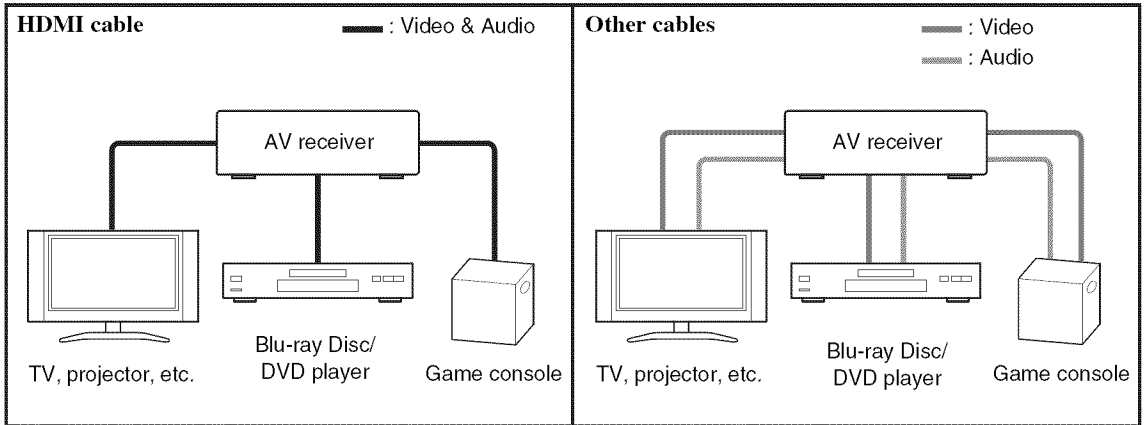 HDMI cable
: Video & Audio
AV receiver
TV, projector, etc.
Blu-ray Disc/
DVD player
Game console
Other cables
: Video
: Audio
AV receiver
TV, projector, etc.
Blu-ray Disc/
DVD player
Game console